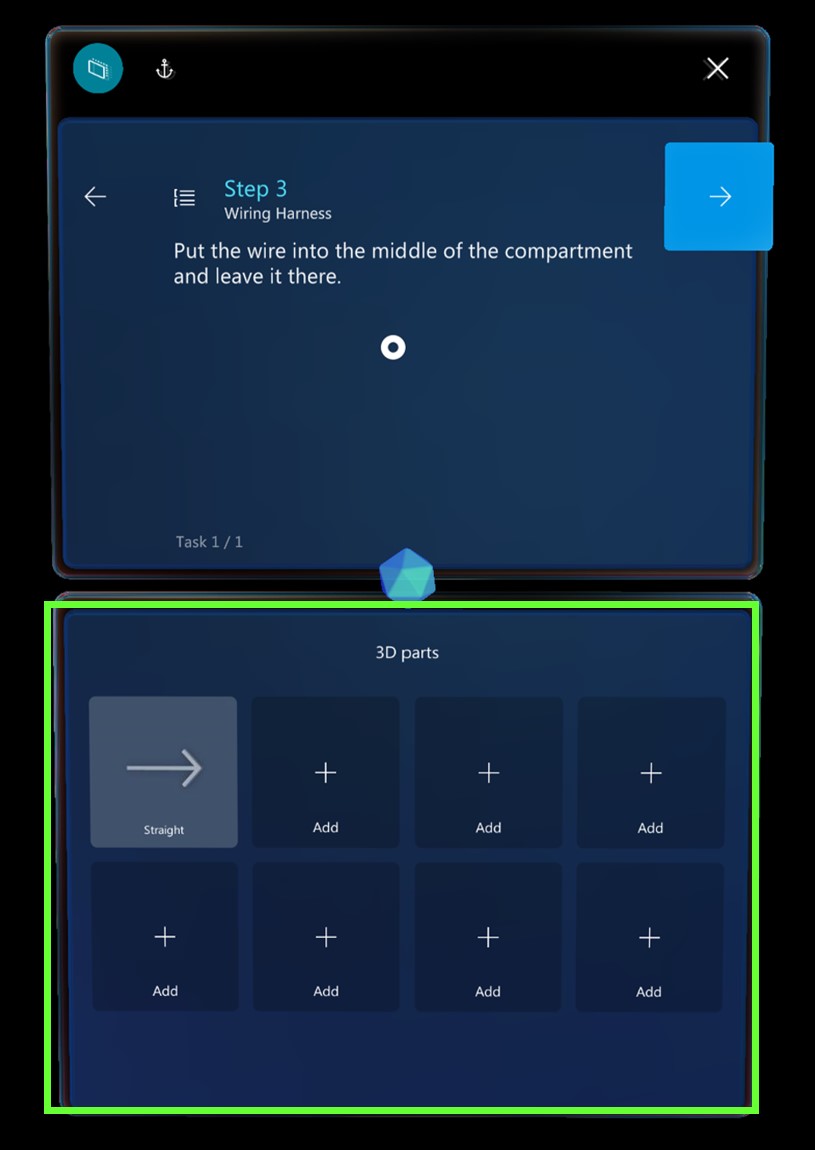 Step 3
Wiring Harness
Put the wire into the middle of the compartment
and leave it there.
Task 1 / 1
3D parts
Straight
Add
Add
Add
Add
Add
Add
Add